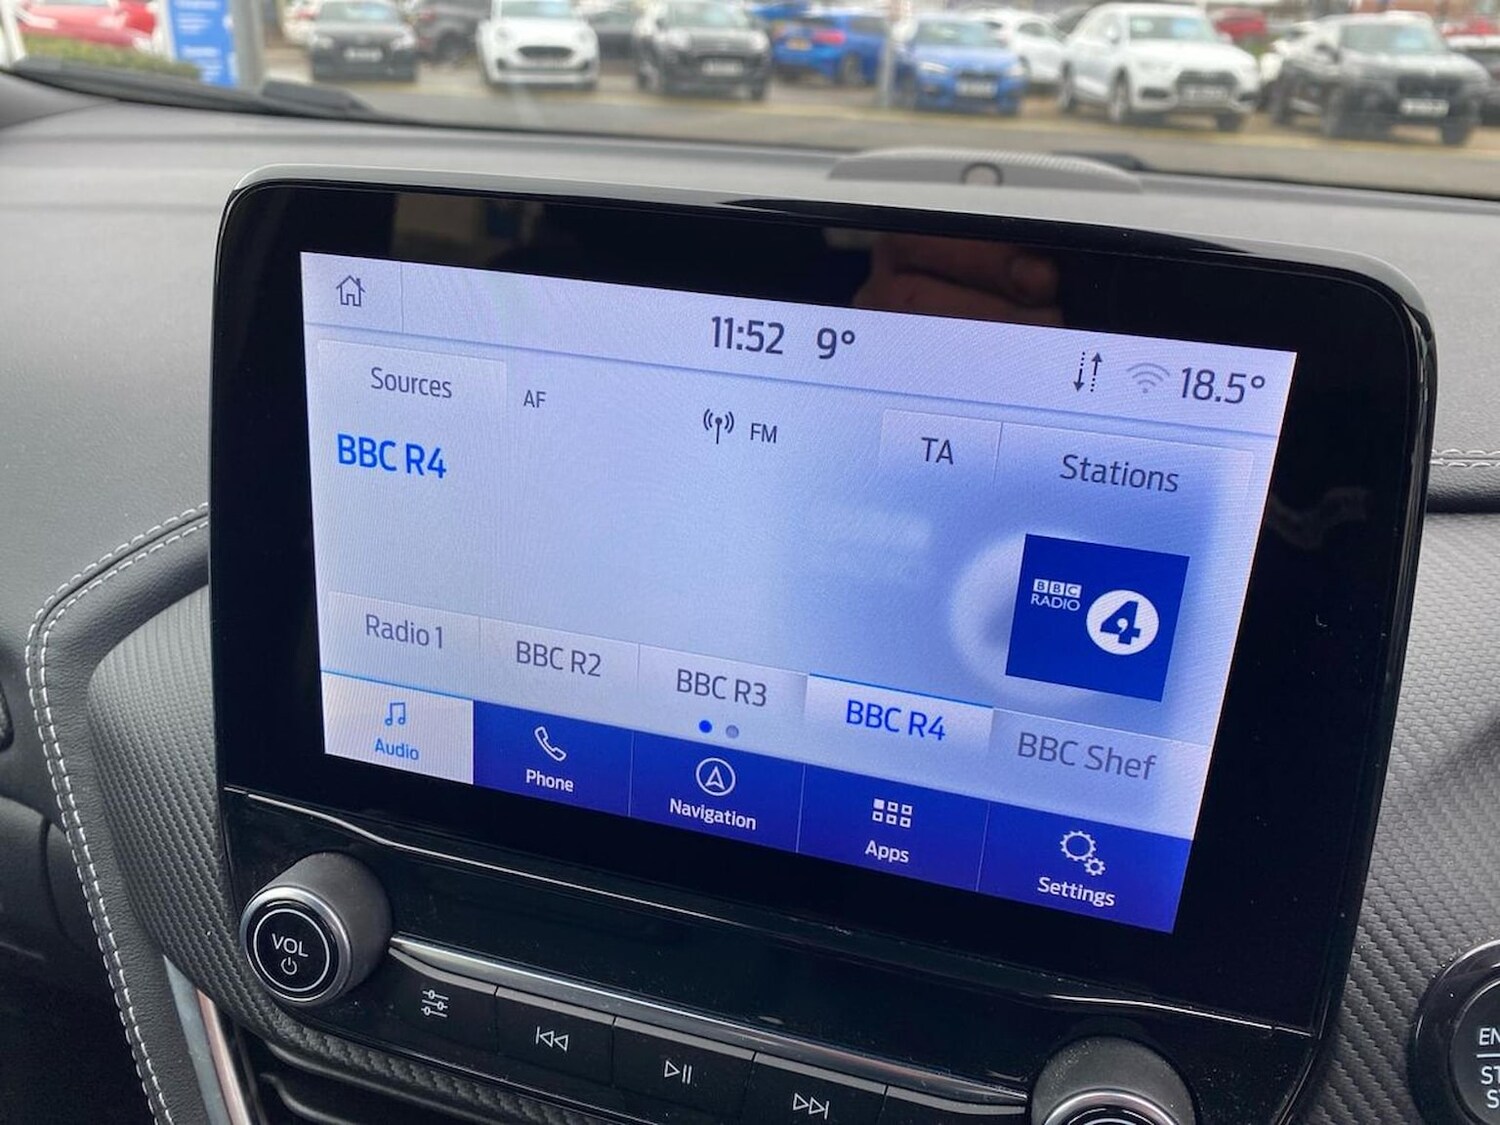 11:52 9°
18.5°
Sources
AF
FM
TA
Stations
BBC R4
BBC
RADIO
4
Radio 1
BBC R2
BBC R3
BBC R4
BBC Shef
Audio
Phone
Navigation
Apps
Settings
VOL